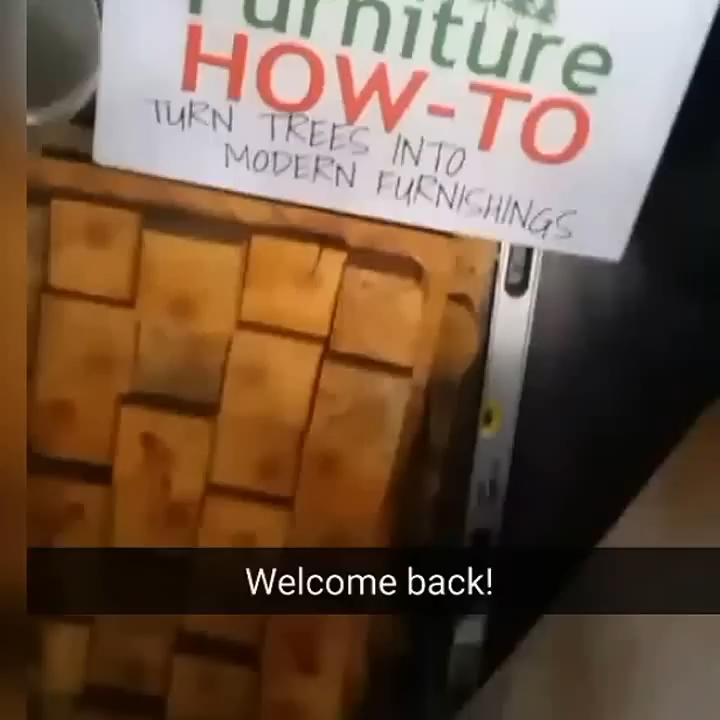 Furniture
HOW-TO
TURN TREES INTO
MODERN FURNISHINGS
Welcome back!